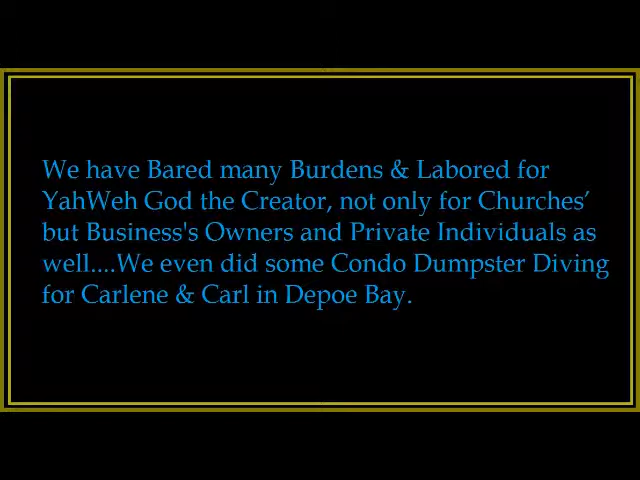 We have Bared many Burdens & Labored for
YahWeh God the Creator, not only for Churches’
but Business's Owners and Private Individuals as
well....We even did some Condo Dumpster Diving
for Carlene & Carl in Depoe Bay.